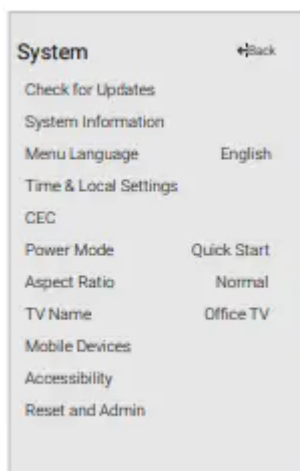 System Back
Check for Updates
System Information
Menu Language English
Time & Local Settings
CEC
Power Mode Quick Start
Aspect Ratio Normal
TV Name Office TV
Mobile Devices
Accessibility
Reset and Admin